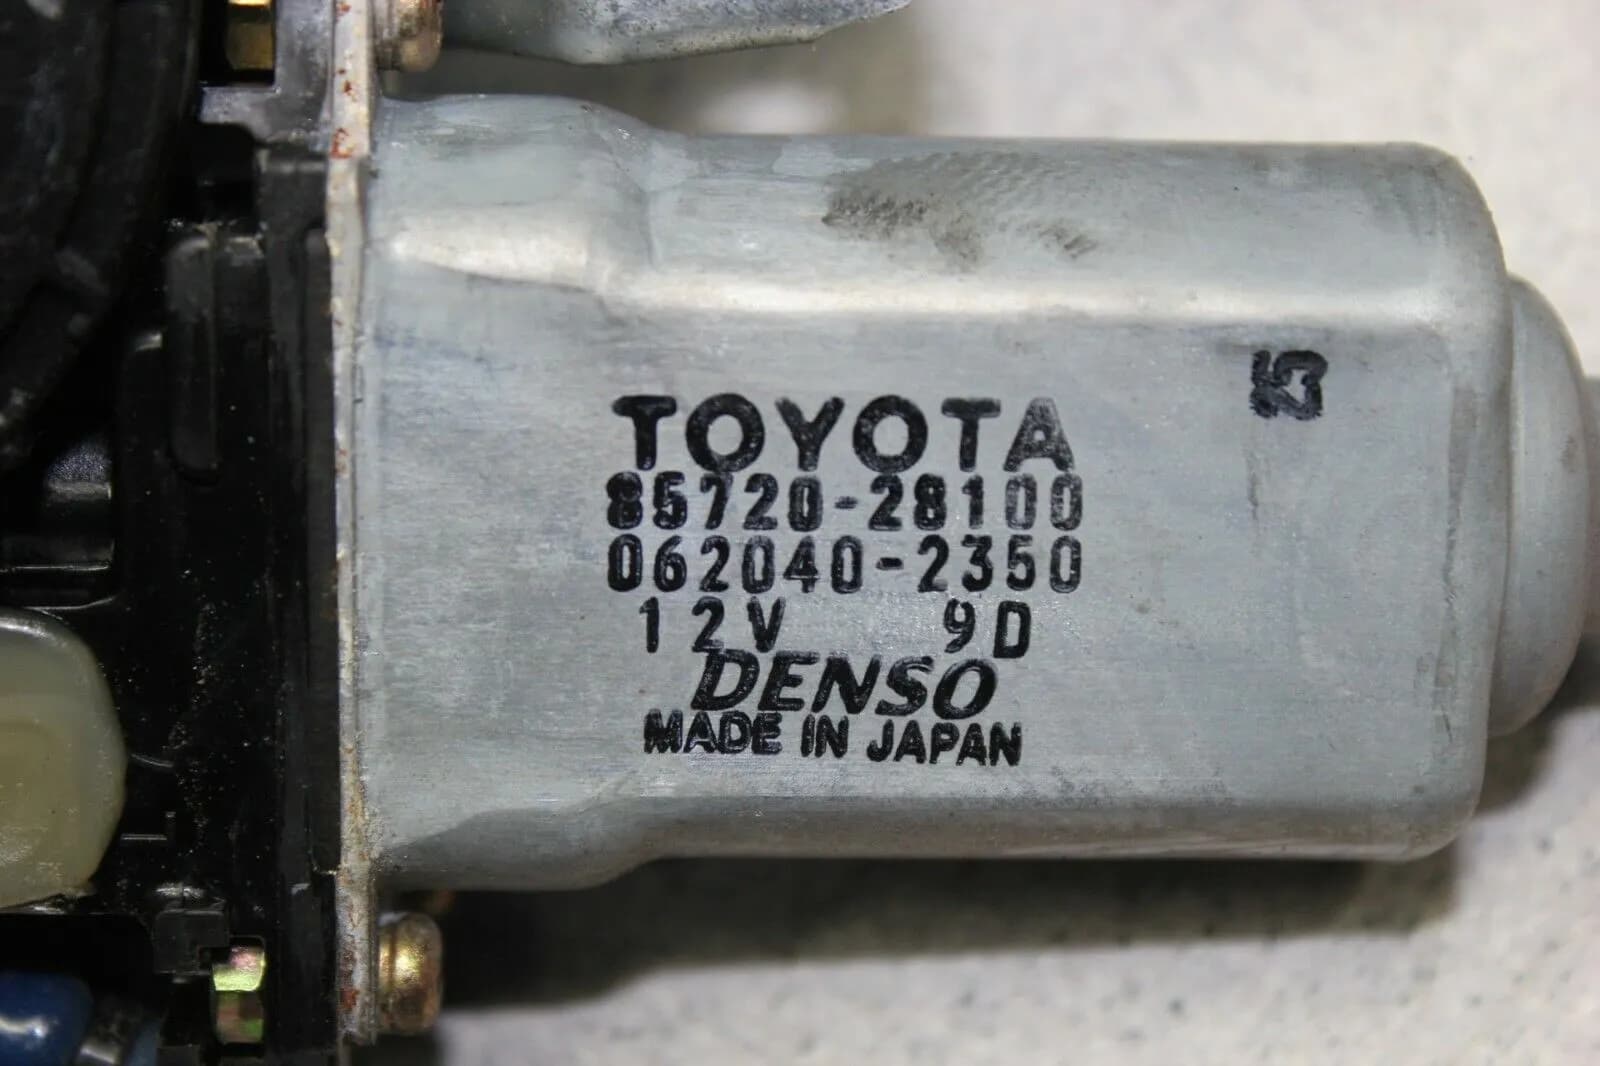 TOYOTA
85720-28100
062040-2350
12V 9D
DENSO
MADE IN JAPAN